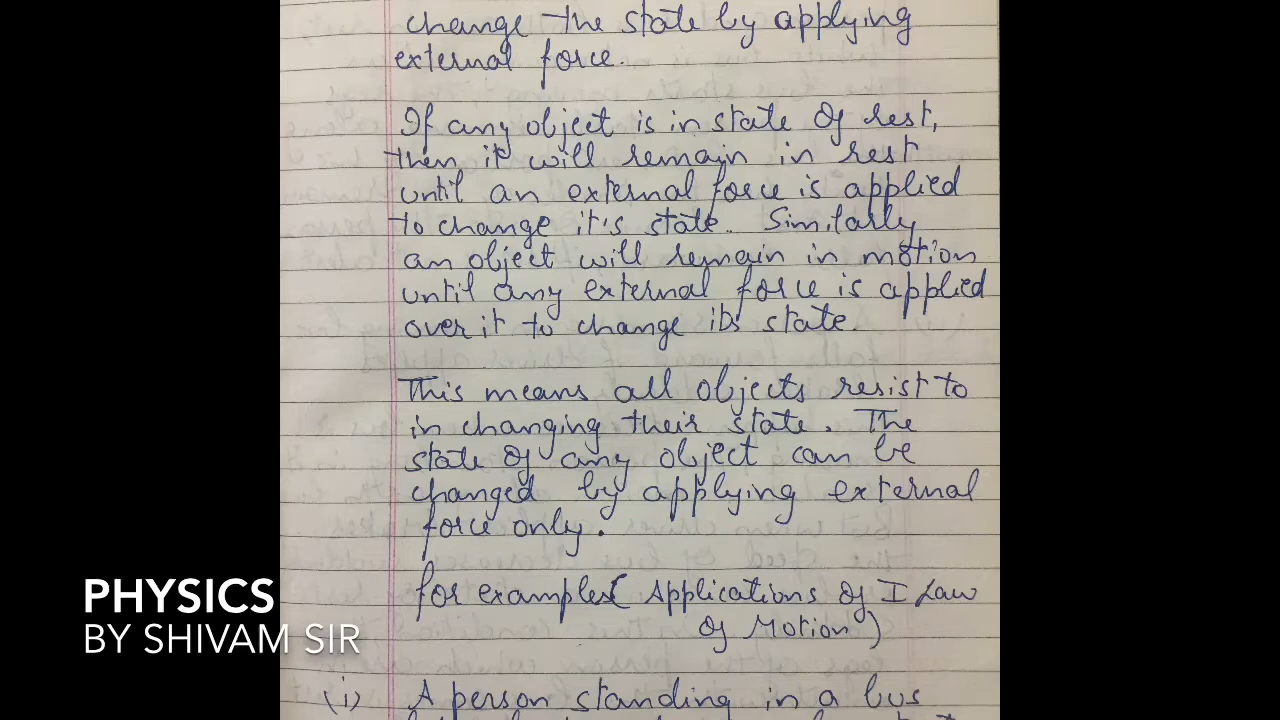 change the state by applying
external force.
If any object is in state of rest,
then it will remain in rest
until an external force is applied
to change it's state. Similarly
an object will remain in motion
until any external force is applied
over it to change its state.
This means all objects resist to
in changing their state. The
state of any object can be
changed by applying external
force only.
for examples( Applications of I Law
of Motion)
(i) A person standing in a bus
PHYSICS
BY SHIVAM SIR